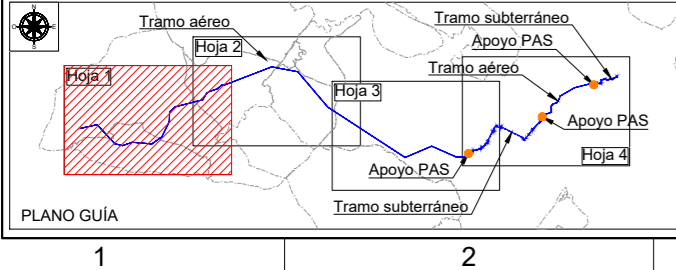 Tramo aéreo
Tramo subterráneo
Apoyo PAS
Hoja 2
Tramo aéreo
Hoja 1
Hoja 3
Apoyo PAS
Hoja 4
Apoyo PAS
Tramo subterráneo
PLANO GUÍA
1
2